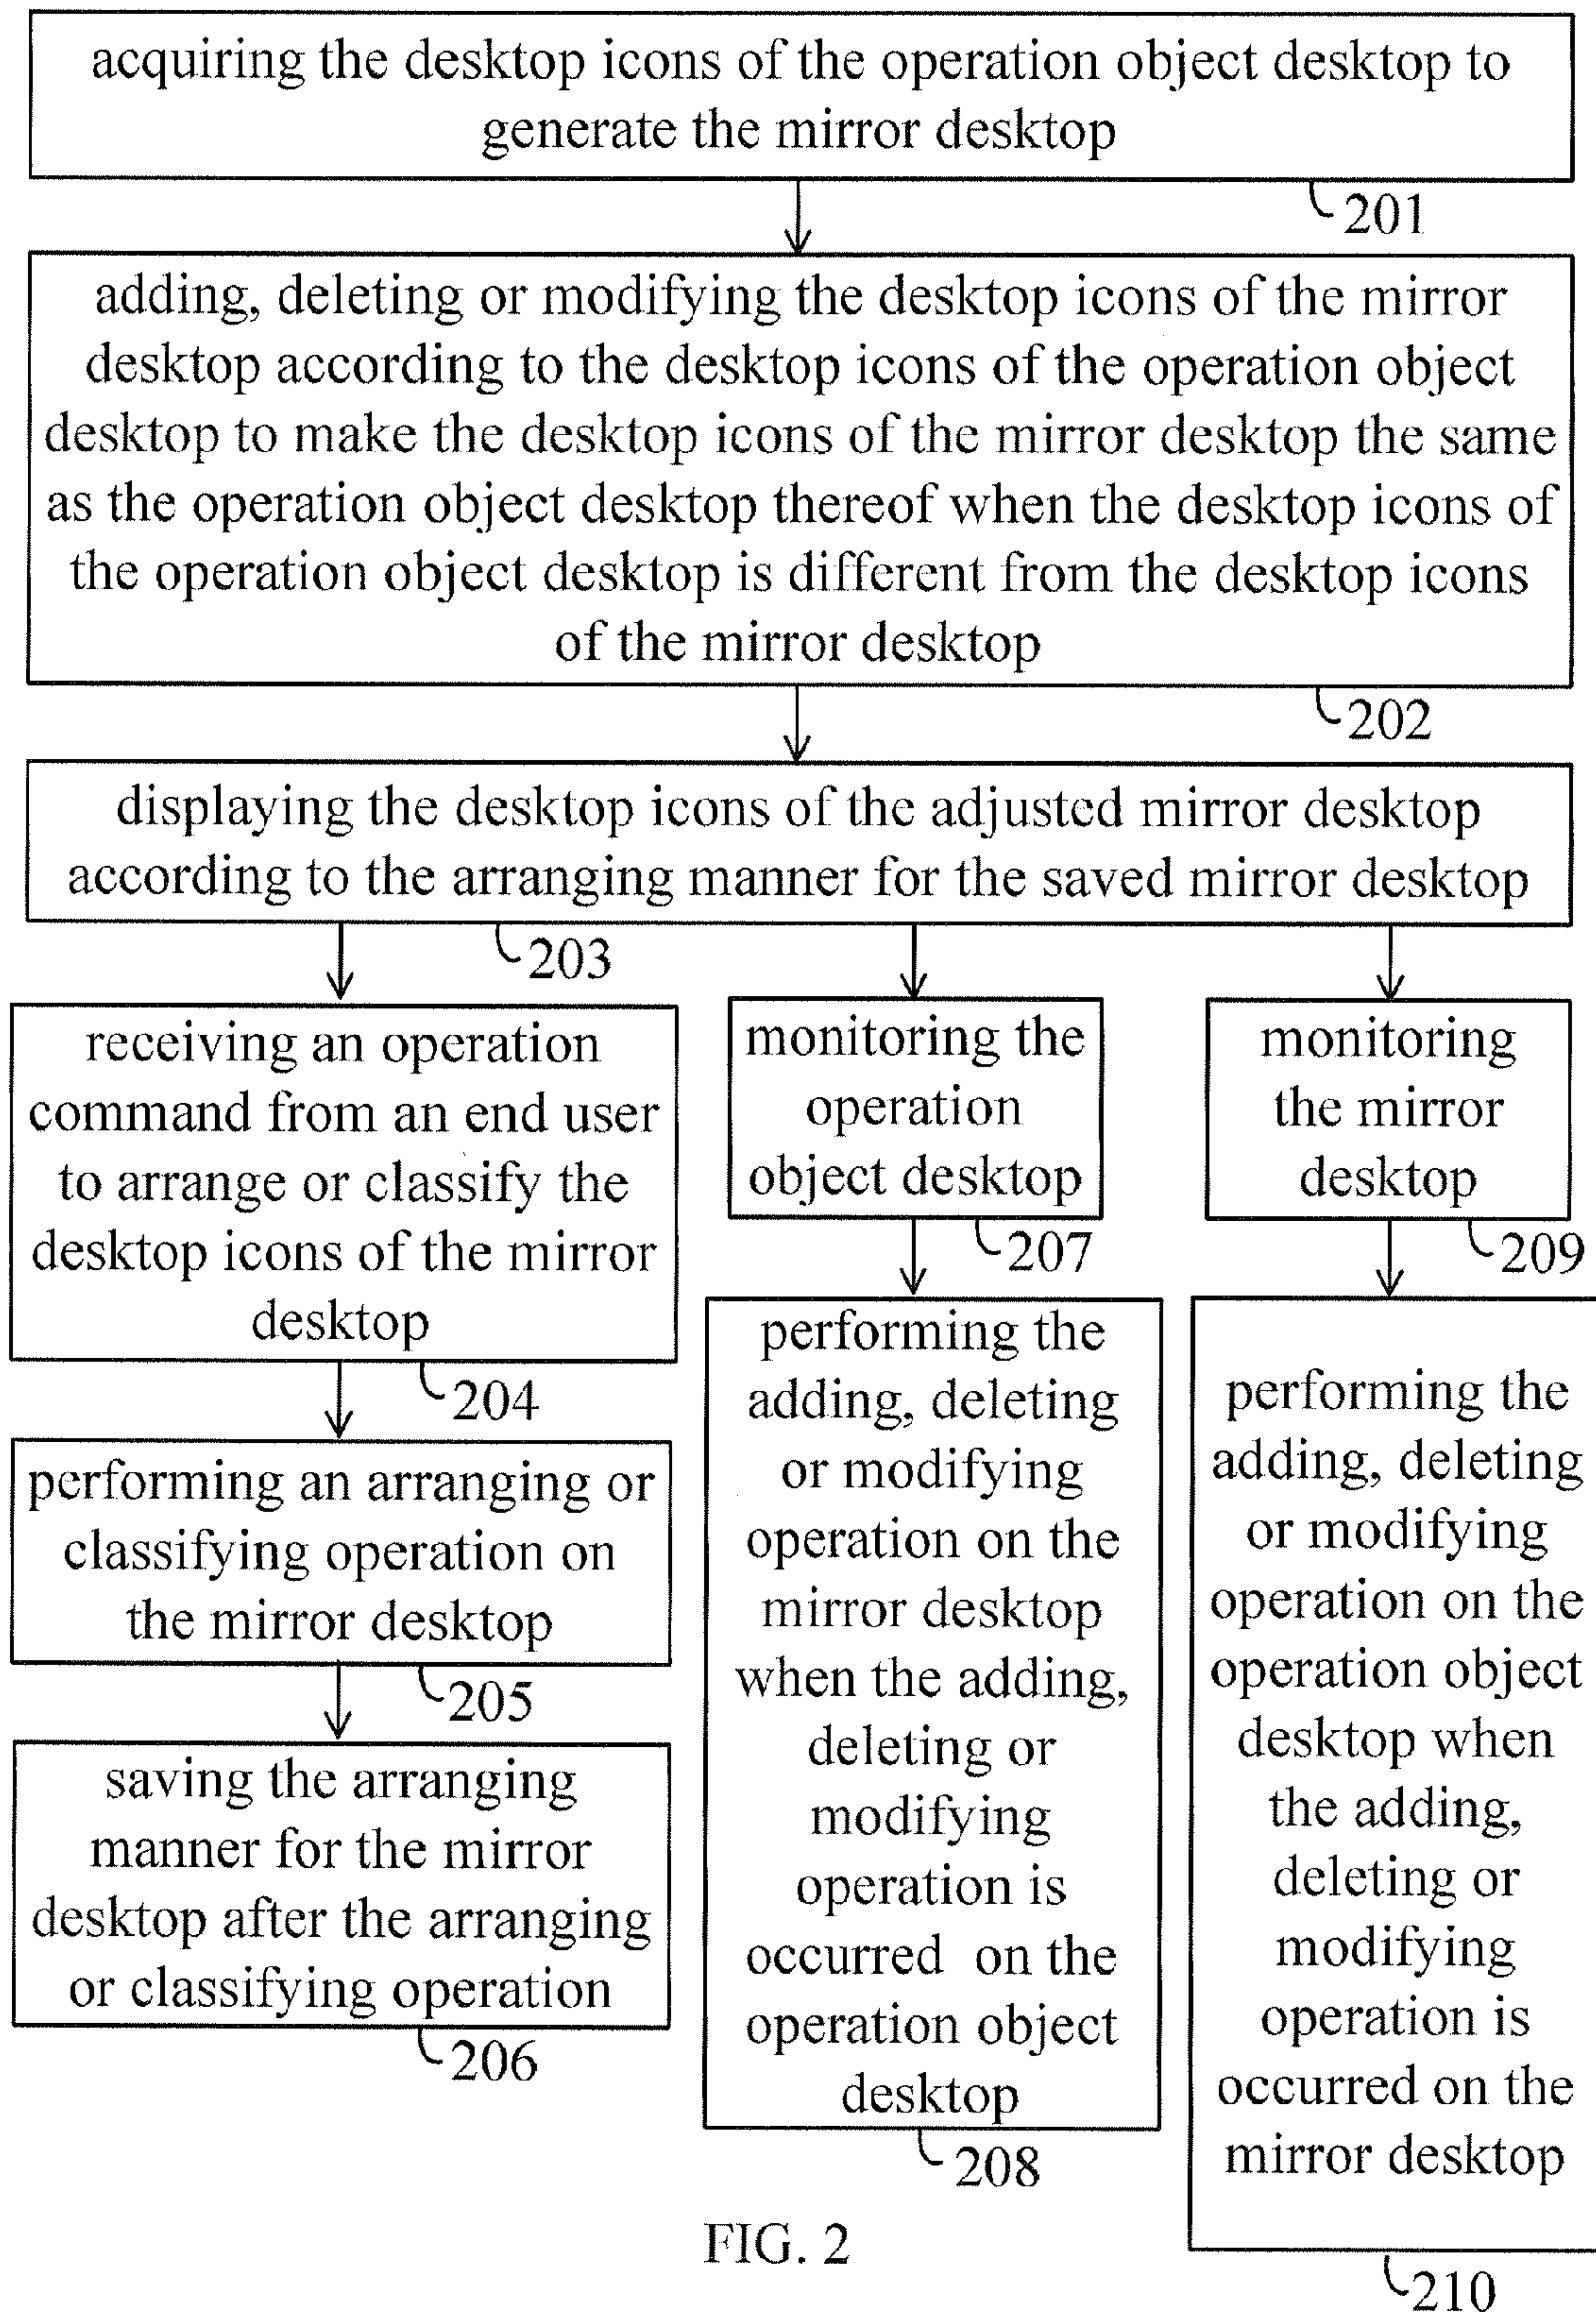 acquiring the desktop icons of the operation object desktop to
generate the mirror desktop
201
adding, deleting or modifying the desktop icons of the mirror
desktop according to the desktop icons of the operation object
desktop to make the desktop icons of the mirror desktop the same
as the operation object desktop thereof when the desktop icons of
the operation object desktop is different from the desktop icons
of the mirror desktop
202
displaying the desktop icons of the adjusted mirror desktop
according to the arranging manner for the saved mirror desktop
203
receiving an operation
command from an end user
to arrange or classify the
desktop icons of the mirror
desktop
204
performing an arranging or
classifying operation on
the mirror desktop
205
saving the arranging
manner for the mirror
desktop after the arranging
or classifying operation
206
monitoring the
operation
object desktop
207
performing the
adding, deleting
or modifying
operation on the
mirror desktop
when the adding,
deleting or
modifying
operation is
occurred on the
operation object
desktop
208
monitoring
the mirror
desktop
209
performing the
adding, deleting
or modifying
operation on the
operation object
desktop when
the adding,
deleting or
modifying
operation is
occurred on the
mirror desktop
210
FIG. 2